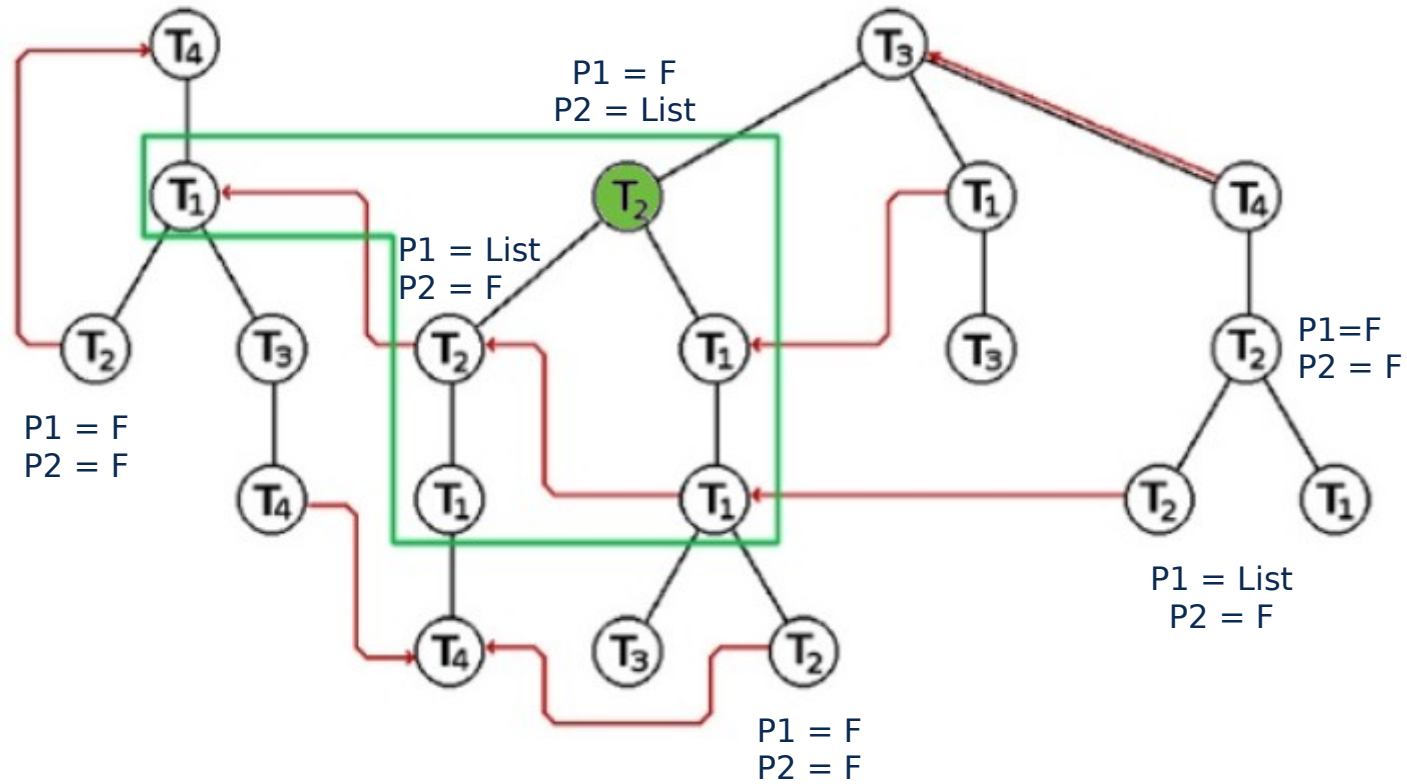 T4
T3
P1 = F
P2 = List
T1
T2
T1
T4
P1 = List
P2 = F
T2
T3
T2
T1
T3
T2
P1=F
P2 = F
P1 = F
P2 = F
T4
T1
T1
T2
T1
P1 = List
P2 = F
T4
T3
T2
P1 = F
P2 = F